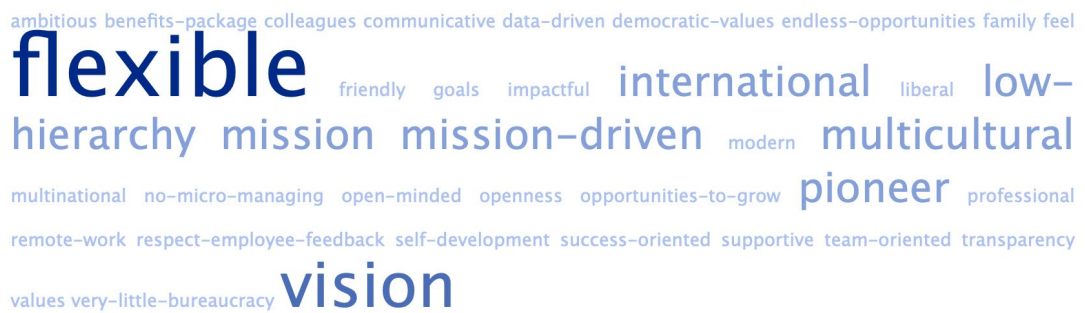 ambitious benefits-package colleagues communicative data-driven democratic-values endless-opportunities family feel
flexible friendly goals impactful international liberal low-
hierarchy mission mission-driven modern multicultural
multinational no-micro-managing open-minded openness opportunities-to-grow pioneer professional
remote-work respect-employee-feedback self-development success-oriented supportive team-oriented transparency
values very-little-bureaucracy vision